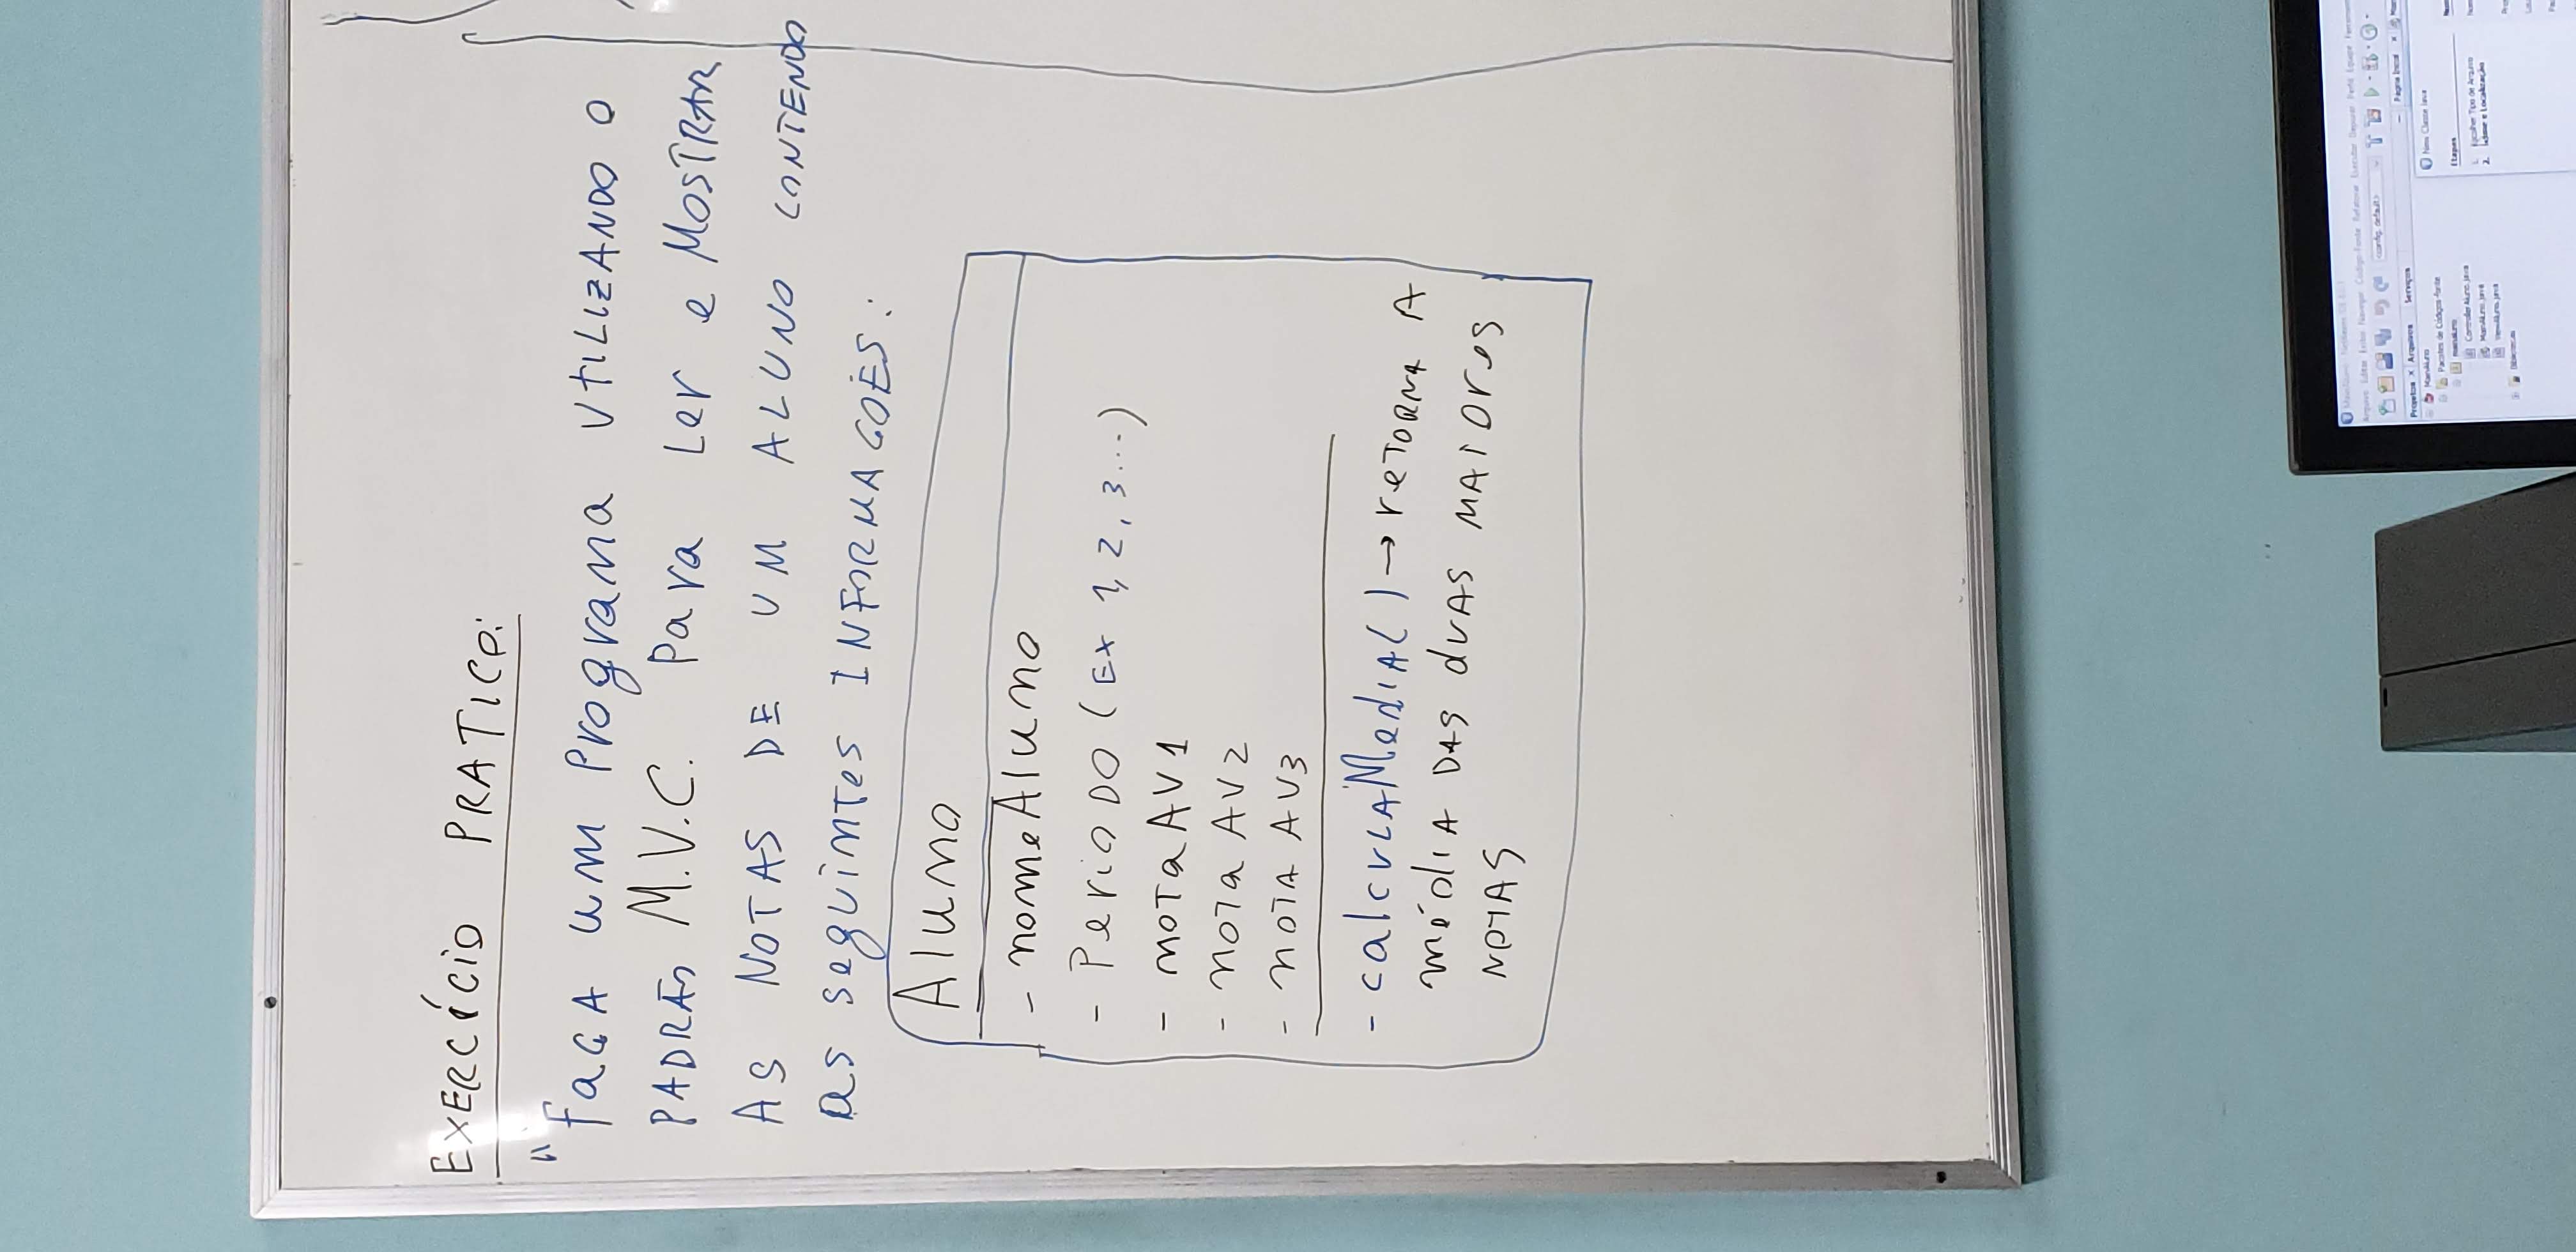 EXERCÍCIO PRATICO:
"FAÇA UM PROGRAMA UTILIZANDO O
PADRÃO M.V.C. PARA LER E MOSTRAR
AS NOTAS DE UM ALUNO CONTENDO
AS SEGUINTES INFORMAÇÕES:
Aluno
- nomeAluno
- PERIODO (EX 1, 2, 3...)
- notaAV1
- nota AV2
- nota AV3
- calculaMedia() → RETORNA A
MÉDIA DAS DUAS MAIORES
NOTAS
MainAluno - NetBeans IDE
Arquivo Editar Exibir Navegar Código-Fonte Refatorar Executar Depurar Perfil Equipe
<config. default>
Projetos × Arquivos Serviços
Página Inicial ×
MainAluno
Pacotes de Códigos-fonte
mainaluno
ControllerAluno.java
MainAluno.java
ViewAluno.java
Bibliotecas
New Classe Java
Etapas
1. Escolher Tipo de Arquivo
2. Nome e Localização